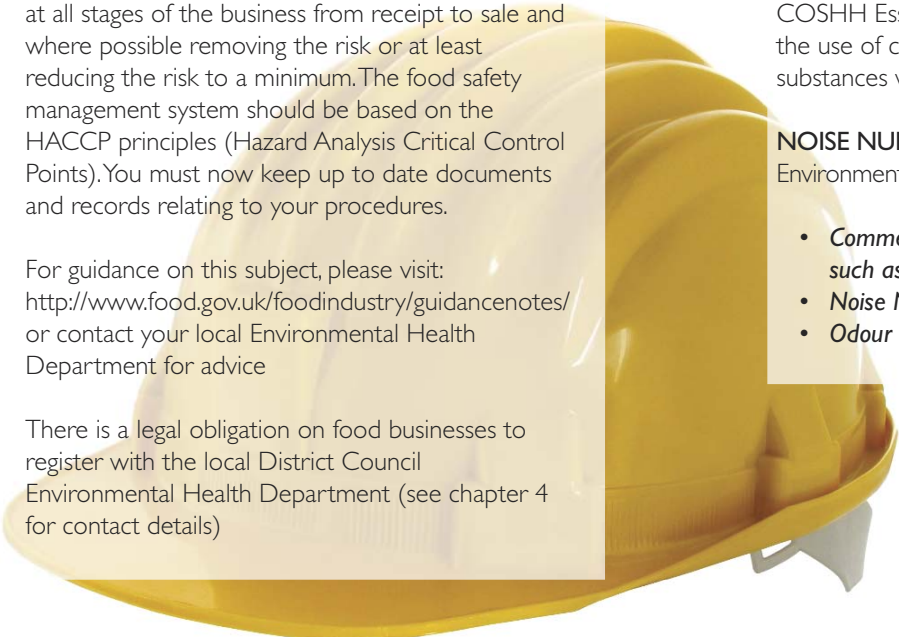 at all stages of the business from receipt to sale and
where possible removing the risk or at least
reducing the risk to a minimum. The food safety
management system should be based on the
HACCP principles (Hazard Analysis Critical Control
Points). You must now keep up to date documents
and records relating to your procedures.
For guidance on this subject, please visit:
http://www.food.gov.uk/foodindustry/guidancenotes/
or contact your local Environmental Health
Department for advice
There is a legal obligation on food businesses to
register with the local District Council
Environmental Health Department (see chapter 4
for contact details)
COSHH
the use of
substances
NOISE
• 
such as
• Noise
• Odour